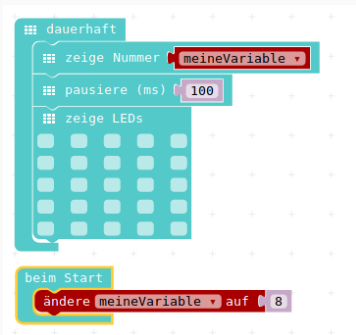 dauerhaft
zeige Nummer meineVariable
pausiere (ms) 100
zeige LEDs
beim Start
ändere meineVariable auf 8